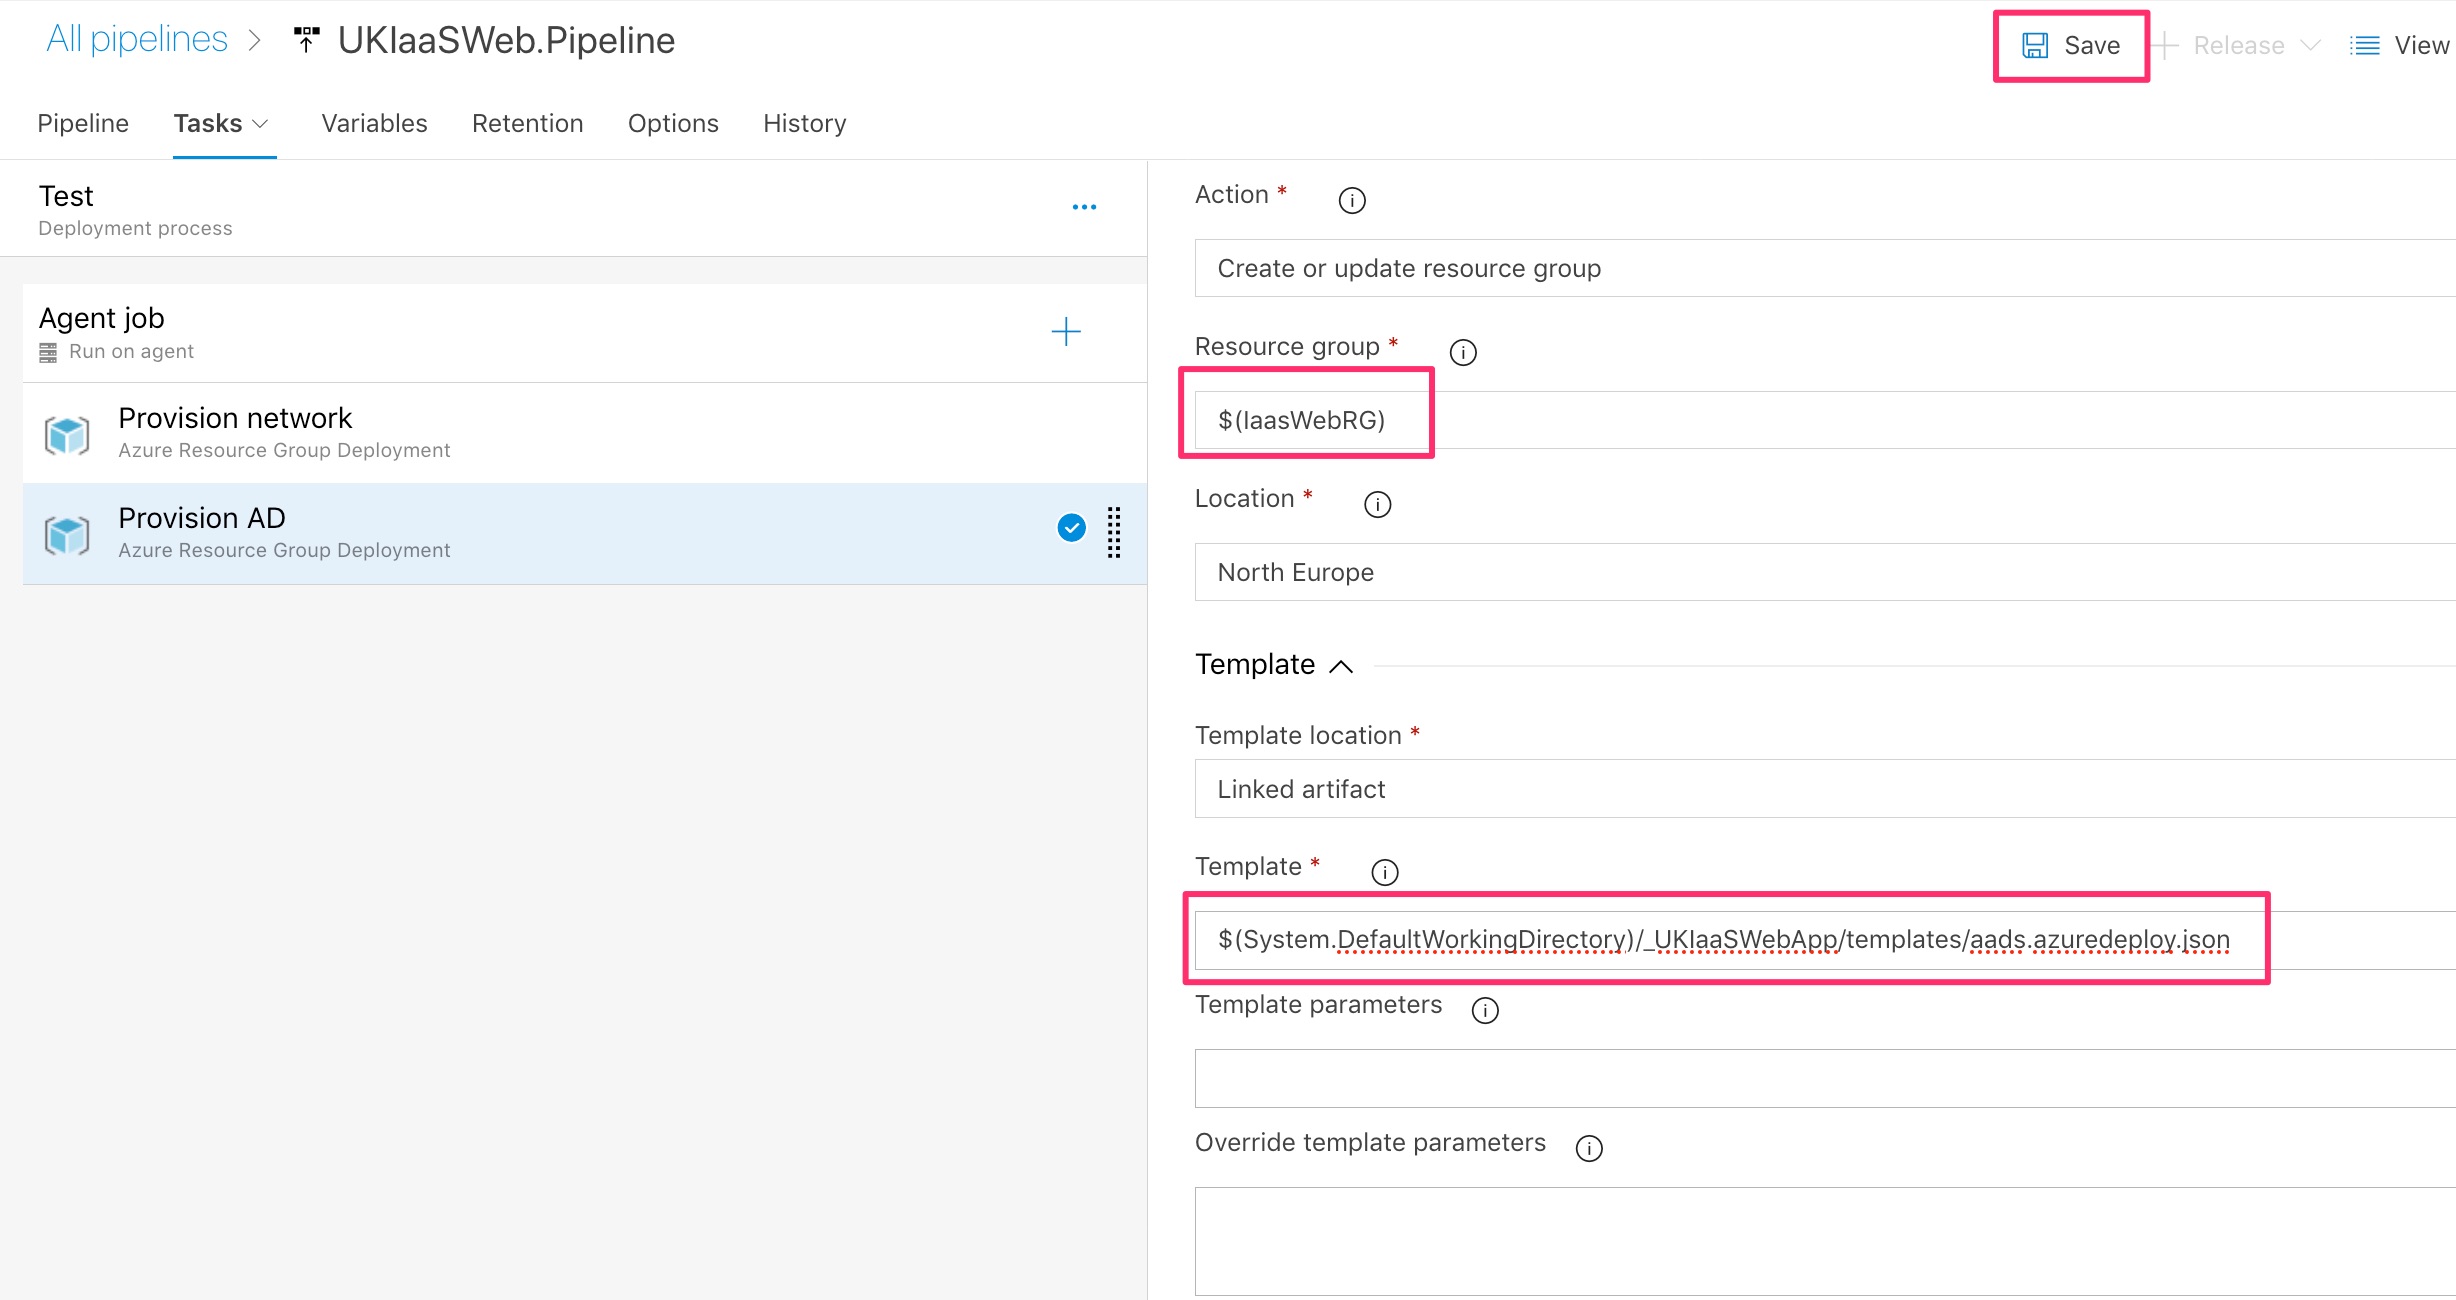 All pipelines > UKIaaSWeb.Pipeline
Save
Release
View
Pipeline
Tasks
Variables
Retention
Options
History
Test
Deployment process
Agent job
Run on agent
Provision network
Azure Resource Group Deployment
Provision AD
Azure Resource Group Deployment
Action *
Create or update resource group
Resource group *
$(IaasWebRG)
Location *
North Europe
Template
Template location *
Linked artifact
Template *
$(System.DefaultWorkingDirectory)/_UKIaaSWebApp/templates/aads.azuredeploy.json
Template parameters
Override template parameters